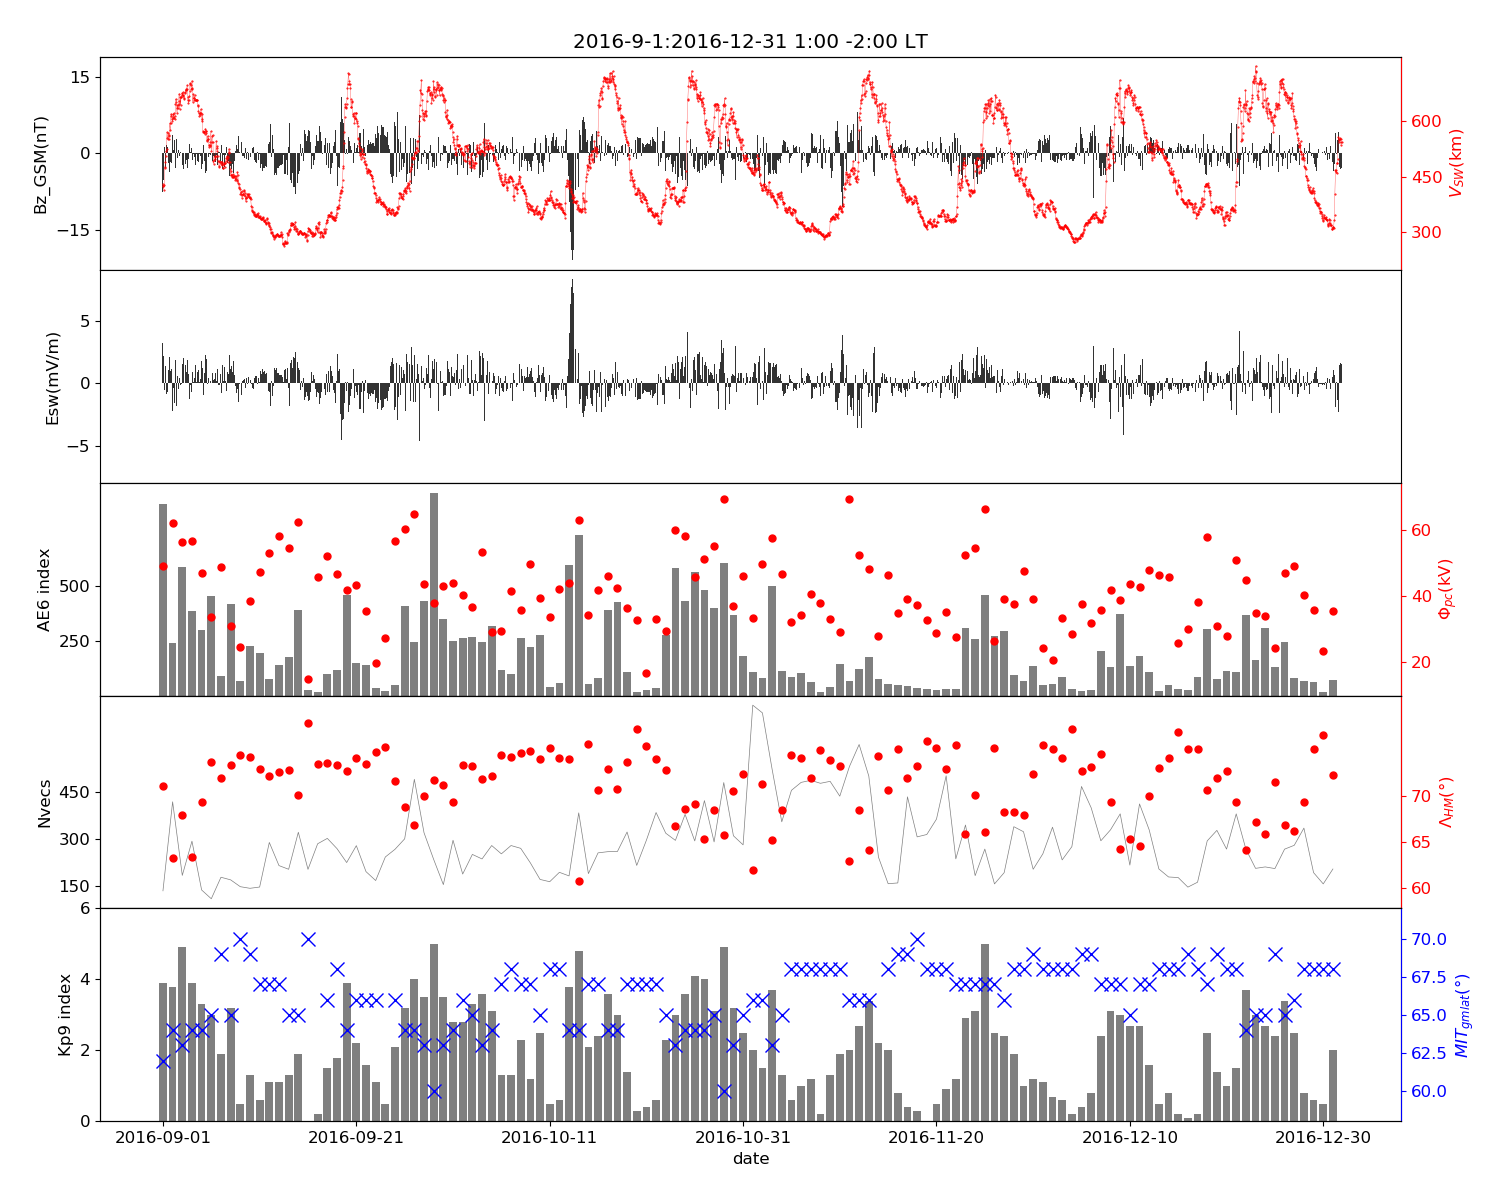 2016-9-1:2016-12-31 1:00 -2:00 LT
Bz_GSM(nT)
15
0
−15
600
450
300
V_SW(km)
Esw(mV/m)
5
0
−5
AE6 index
500
250
60
40
20
Φ_pc(kV)
Nvecs
450
300
150
70
65
60
Λ_HM(°)
Kp9 index
6
4
2
0
70.0
67.5
65.0
62.5
60.0
MIT_gmlat(°)
2016-09-01 2016-09-21 2016-10-11 2016-10-31 2016-11-20 2016-12-10 2016-12-30
date